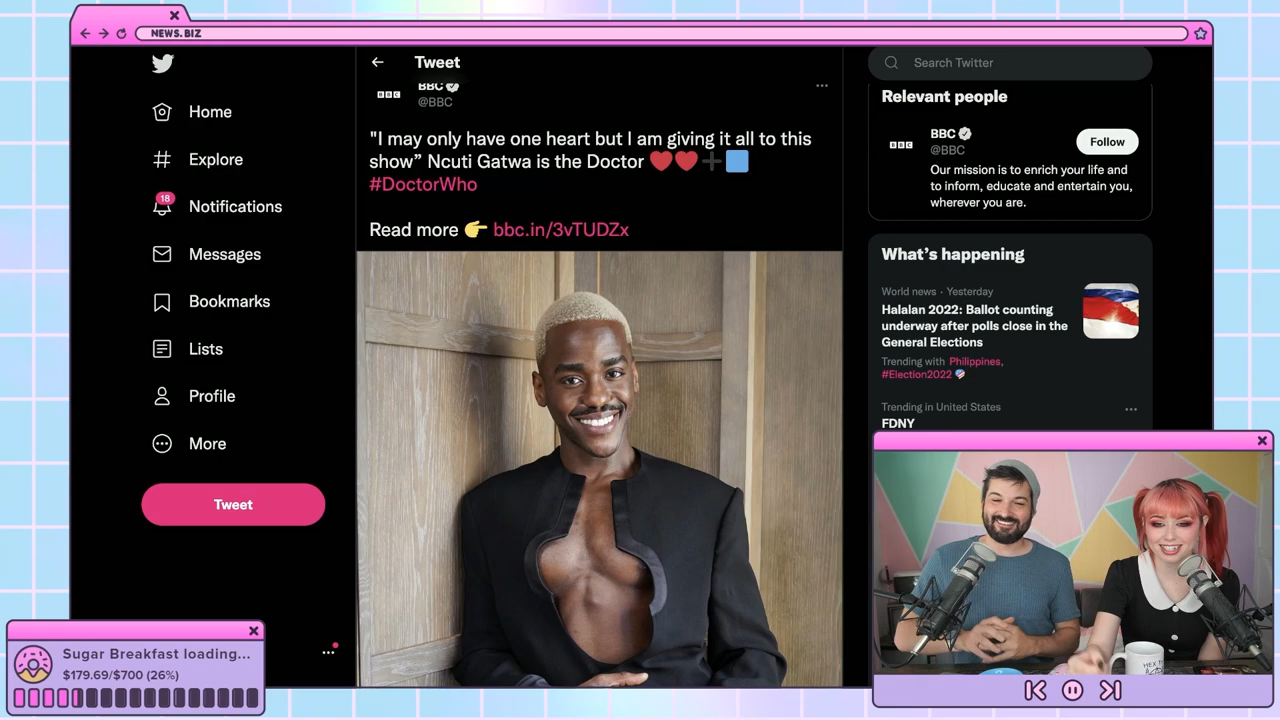 NEWS.BIZ
Home
Explore
18
Notifications
Messages
Bookmarks
Lists
Profile
More
Tweet
Tweet
BBC
BBC
@BBC
"I may only have one heart but I am giving it all to this
show” Ncuti Gatwa is the Doctor ❤️❤️➕🟦
#DoctorWho
Read more 👉 bbc.in/3vTUDZx
Search Twitter
Relevant people
BBC
BBC
@BBC
Follow
Our mission is to enrich your life and
to inform, educate and entertain you,
wherever you are.
What’s happening
World news · Yesterday
Halalan 2022: Ballot counting
underway after polls close in the
General Elections
Trending with Philippines,
#Election2022
Trending in United States
FDNY
Sugar Breakfast loading...
$179.69/$700 (26%)